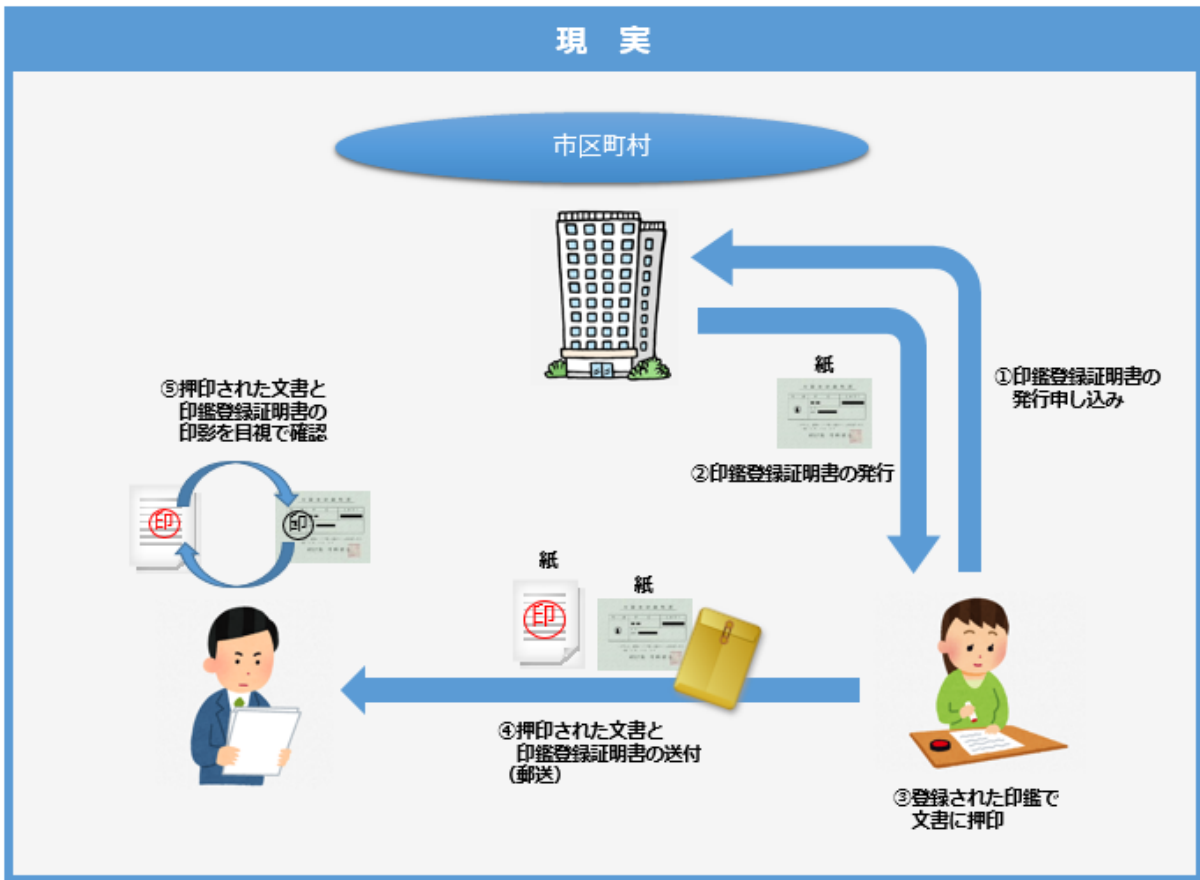 現 実
市区町村
①印鑑登録証明書の
発行申し込み
紙
②印鑑登録証明書の発行
③登録された印鑑で
文書に押印
紙
紙
印
④押印された文書と
印鑑登録証明書の送付
(郵送)
⑤押印された文書と
印鑑登録証明書の
印影を目視で確認
印
印